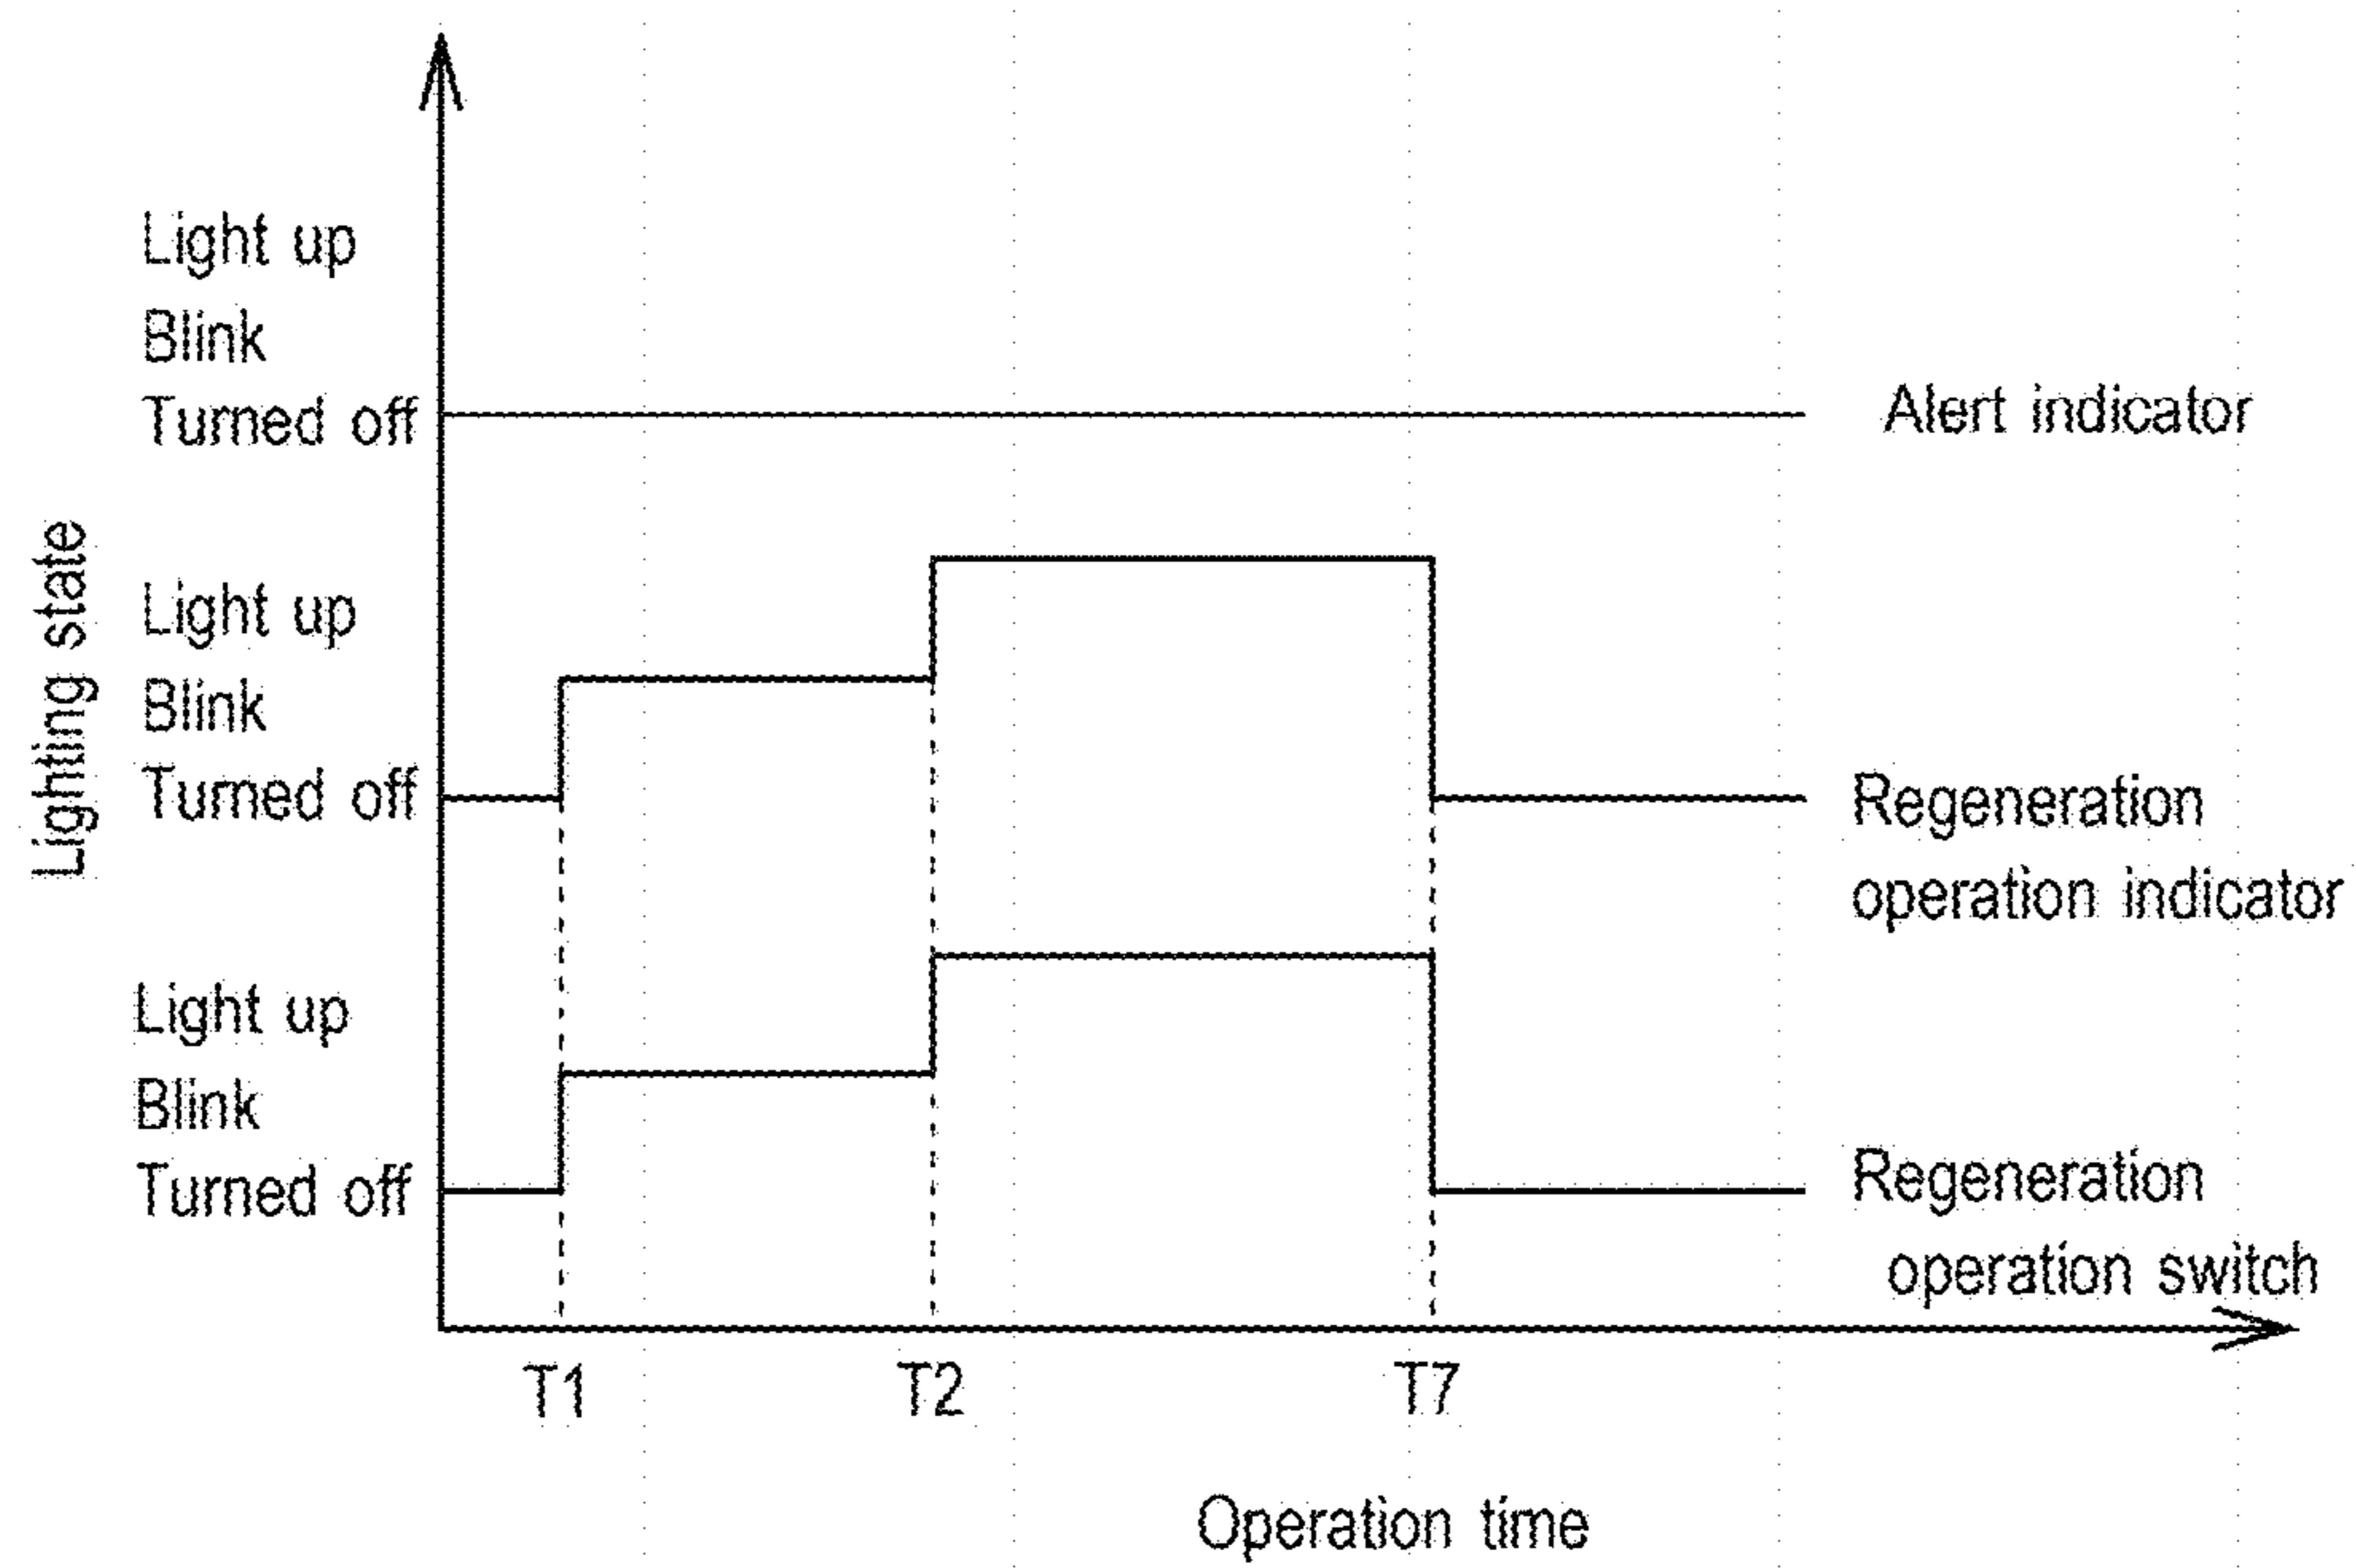 Light up
Blink
Turned off
Alert indicator
Lighting state
Light up
Blink
Turned off
Regeneration
operation indicator
Light up
Blink
Turned off
Regeneration
operation switch
T1
T2
T7
Operation time